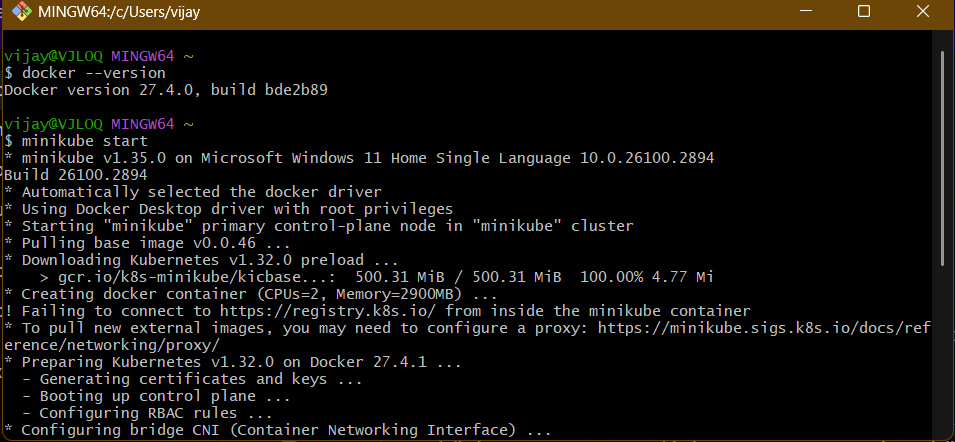 MINGW64:/c/Users/vijay
vijay@VJLOQ MINGW64 ~
$ docker --version
Docker version 27.4.0, build bde2b89
vijay@VJLOQ MINGW64 ~
$ minikube start
* minikube v1.35.0 on Microsoft Windows 11 Home Single Language 10.0.26100.2894
Build 26100.2894
* Automatically selected the docker driver
* Using Docker Desktop driver with root privileges
* Starting "minikube" primary control-plane node in "minikube" cluster
* Pulling base image v0.0.46 ...
* Downloading Kubernetes v1.32.0 preload ...
    > gcr.io/k8s-minikube/kicbase...:  500.31 MiB / 500.31 MiB  100.00% 4.77 Mi
* Creating docker container (CPUs=2, Memory=2900MB) ...
! Failing to connect to https://registry.k8s.io/ from inside the minikube container
* To pull new external images, you may need to configure a proxy: https://minikube.sigs.k8s.io/docs/ref
erence/networking/proxy/
* Preparing Kubernetes v1.32.0 on Docker 27.4.1 ...
  - Generating certificates and keys ...
  - Booting up control plane ...
  - Configuring RBAC rules ...
* Configuring bridge CNI (Container Networking Interface) ...